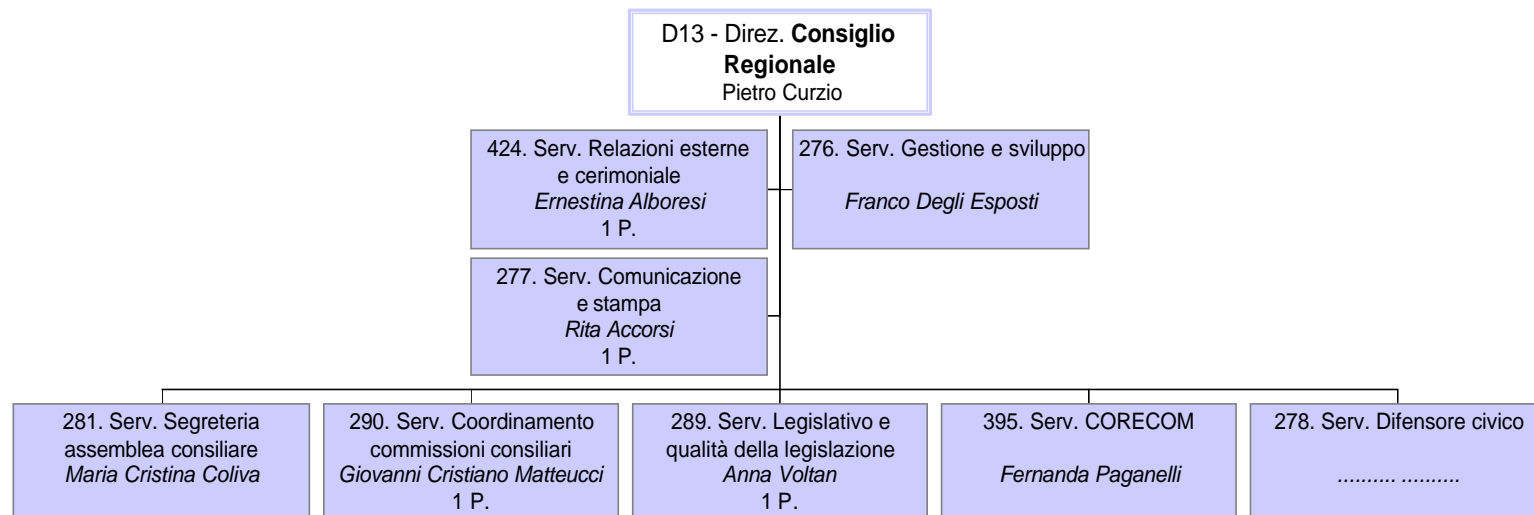 D13 - Direz. Consiglio
Regionale
Pietro Curzio
424. Serv. Relazioni esterne
e cerimoniale
Ernestina Alboresi
1 P.
276. Serv. Gestione e sviluppo
Franco Degli Esposti
277. Serv. Comunicazione
e stampa
Rita Accorsi
1 P.
281. Serv. Segreteria
assemblea consiliare
Maria Cristina Coliva
290. Serv. Coordinamento
commissioni consiliari
Giovanni Cristiano Matteucci
1 P.
289. Serv. Legislativo e
qualità della legislazione
Anna Voltan
1 P.
395. Serv. CORECOM
Fernanda Paganelli
278. Serv. Difensore civico
.......... ..........